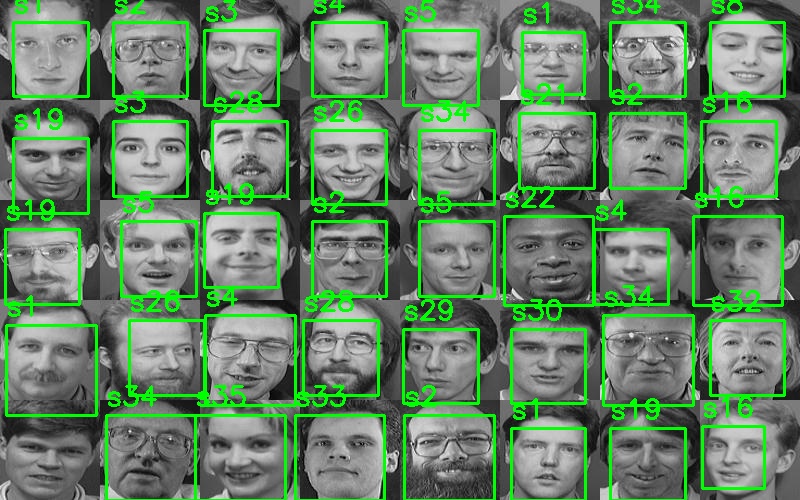 s1 s2 s3 s4 s5 s1 s34 s8
s19 s3 s28 s26 s34 s21 s2 s16
s19 s5 s19 s2 s5 s22 s4 s16
s1 s26 s4 s28 s29 s30 s34 s32
s34 s35 s33 s2 s1 s19 s16